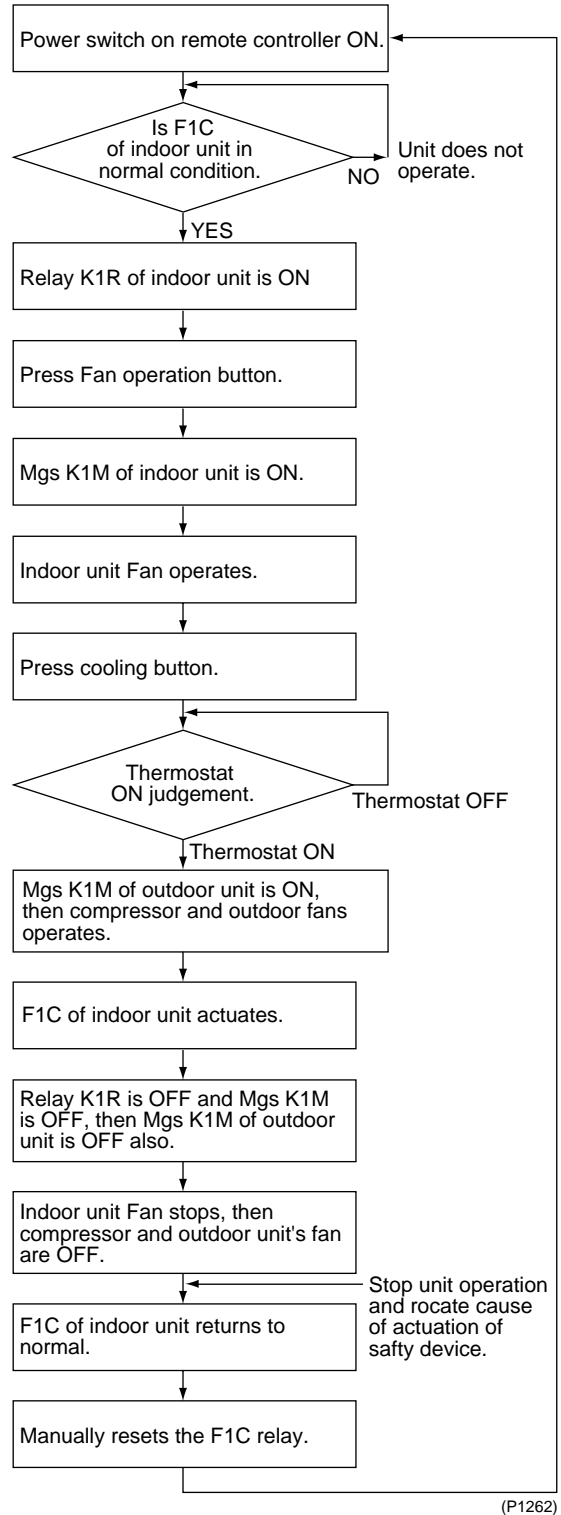 Power switch on remote controller ON.
Is F1C
of indoor unit in
normal condition.
NO
Unit does not
operate.
YES
Relay K1R of indoor unit is ON
Press Fan operation button.
Mgs K1M of indoor unit is ON.
Indoor unit Fan operates.
Press cooling button.
Thermostat
ON judgement.
Thermostat OFF
Thermostat ON
Mgs K1M of outdoor unit is ON,
then compressor and outdoor fans
operates.
F1C of indoor unit actuates.
Relay K1R is OFF and Mgs K1M
is OFF, then Mgs K1M of outdoor
unit is OFF also.
Indoor unit Fan stops, then
compressor and outdoor unit's fan
are OFF.
Stop unit operation
and rocate cause
of actuation of
safty device.
F1C of indoor unit returns to
normal.
Manually resets the F1C relay.
(P1262)